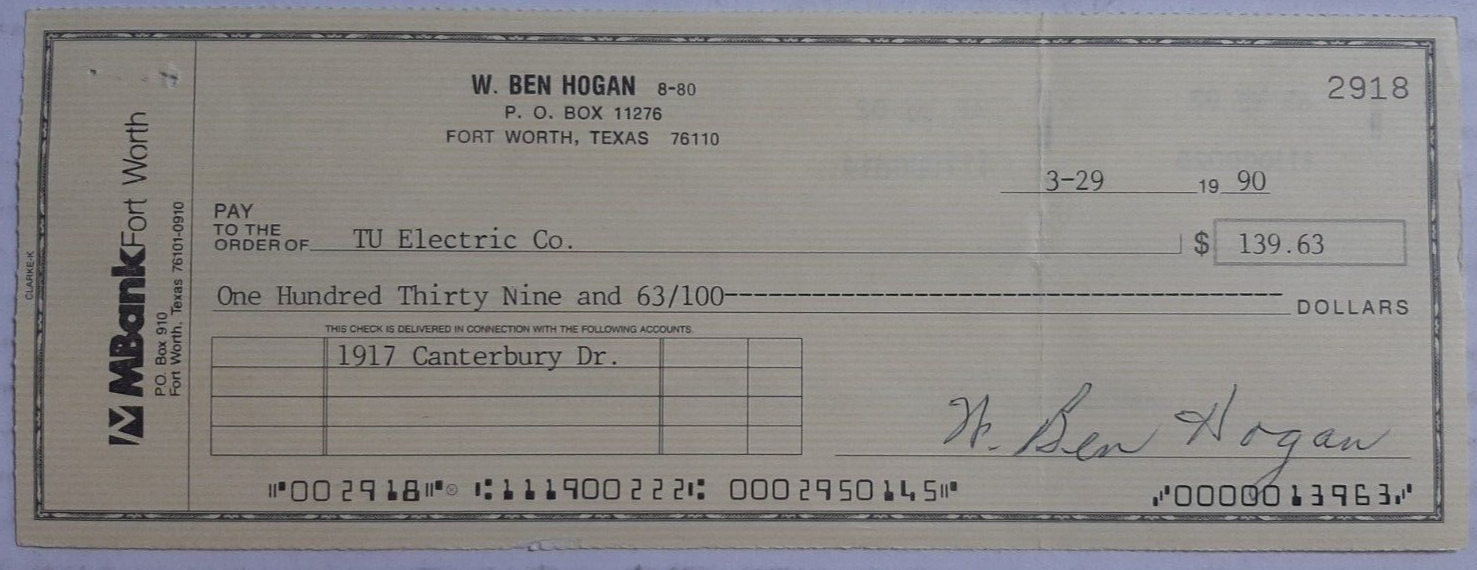 W. BEN HOGAN 8-80
P. O. BOX 11276
FORT WORTH, TEXAS 76110
2918
3-29 19 90
PAY
TO THE
ORDER OF TU Electric Co. $ 139.63
One Hundred Thirty Nine and 63/100------------------------------ DOLLARS
THIS CHECK IS DELIVERED IN CONNECTION WITH THE FOLLOWING ACCOUNTS.
1917 Canterbury Dr.
W. Ben Hogan
⑈002918⑈ ⑆111900222⑆ 0002950145⑈ ⑇0000013963⑇
MBank Fort Worth
P.O. Box 910
Fort Worth, Texas 76101-0910
CLARKE-K